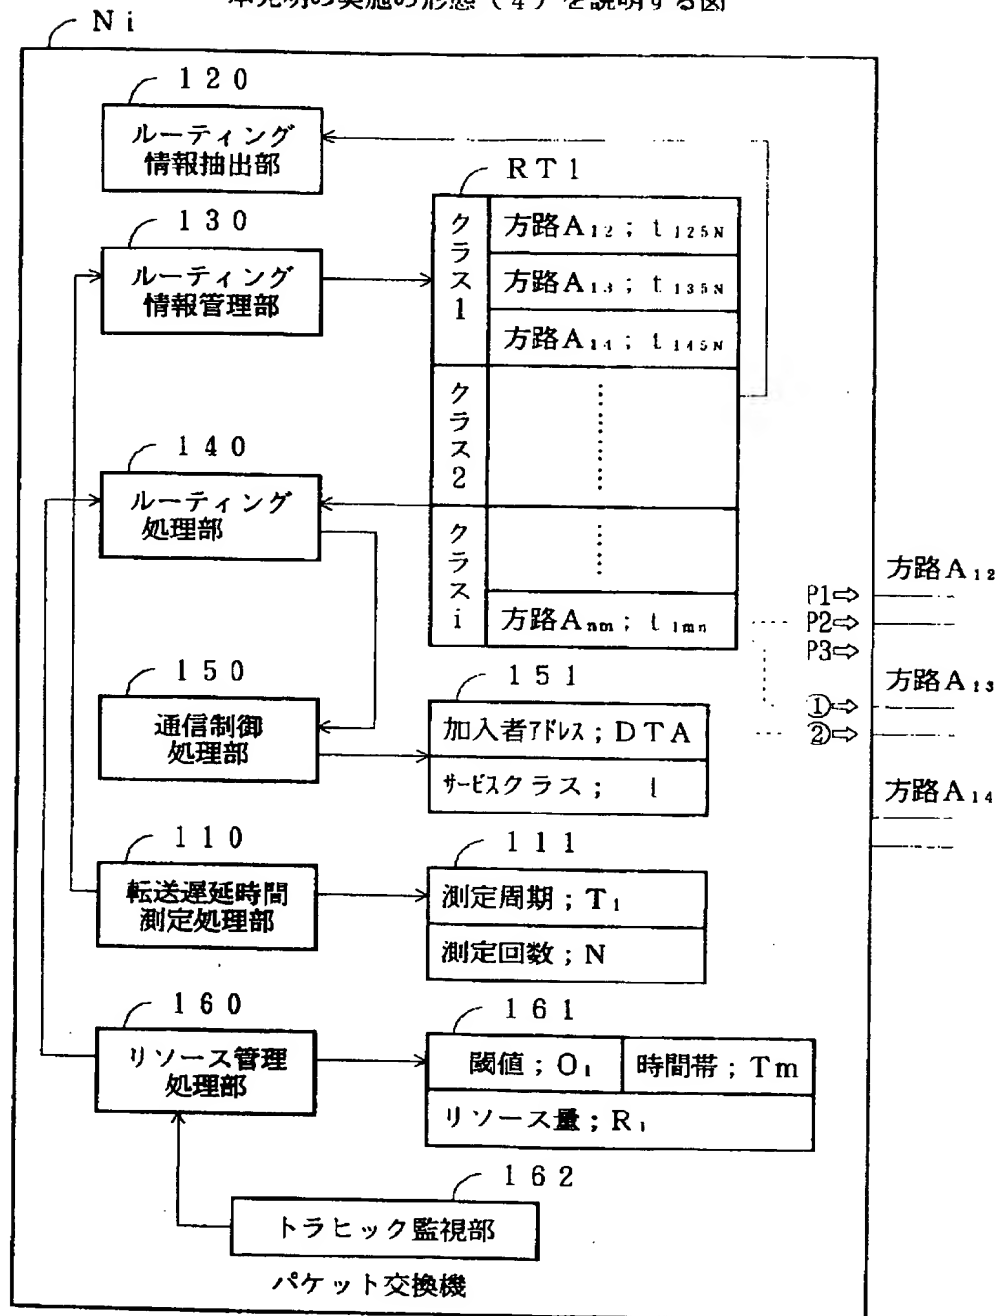 本発明の実施の形態（4）を説明する図
Ni
120
ルーティング
情報抽出部
RT1
130
ルーティング
情報管理部
クラス1
方路A₁₂；t₁₂₅ₙ
方路A₁₃；t₁₃₅ₙ
方路A₁₄；t₁₄₅ₙ
クラス2
140
ルーティング
処理部
クラスi
方路Aₙₘ；t₁ₘₙ
方路A₁₂
P1⇨
P2⇨
P3⇨
方路A₁₃
①⇨
②⇨
方路A₁₄
150
通信制御
処理部
151
加入者アドレス；DTA
サービスクラス；1
110
転送遅延時間
測定処理部
111
測定周期；T₁
測定回数；N
160
リソース管理
処理部
161
閾値；O₁
時間帯；Tm
リソース量；R₁
162
トラヒック監視部
パケット交換機